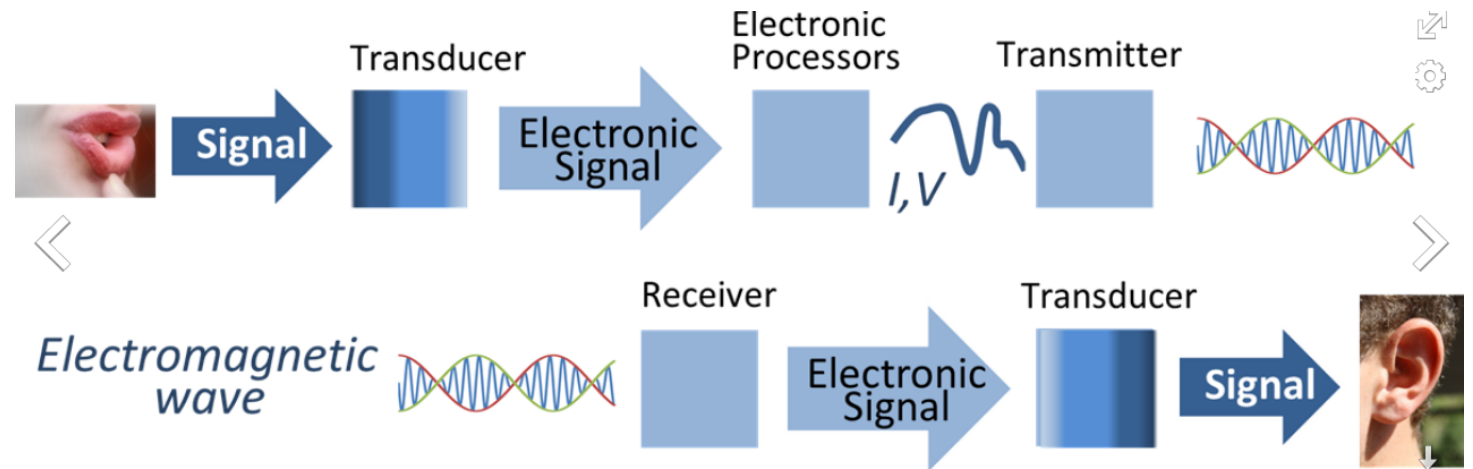 Transducer
Electronic
Processors
Transmitter
Signal
Electronic
Signal
I,V
Receiver
Transducer
Electromagnetic
wave
Electronic
Signal
Signal